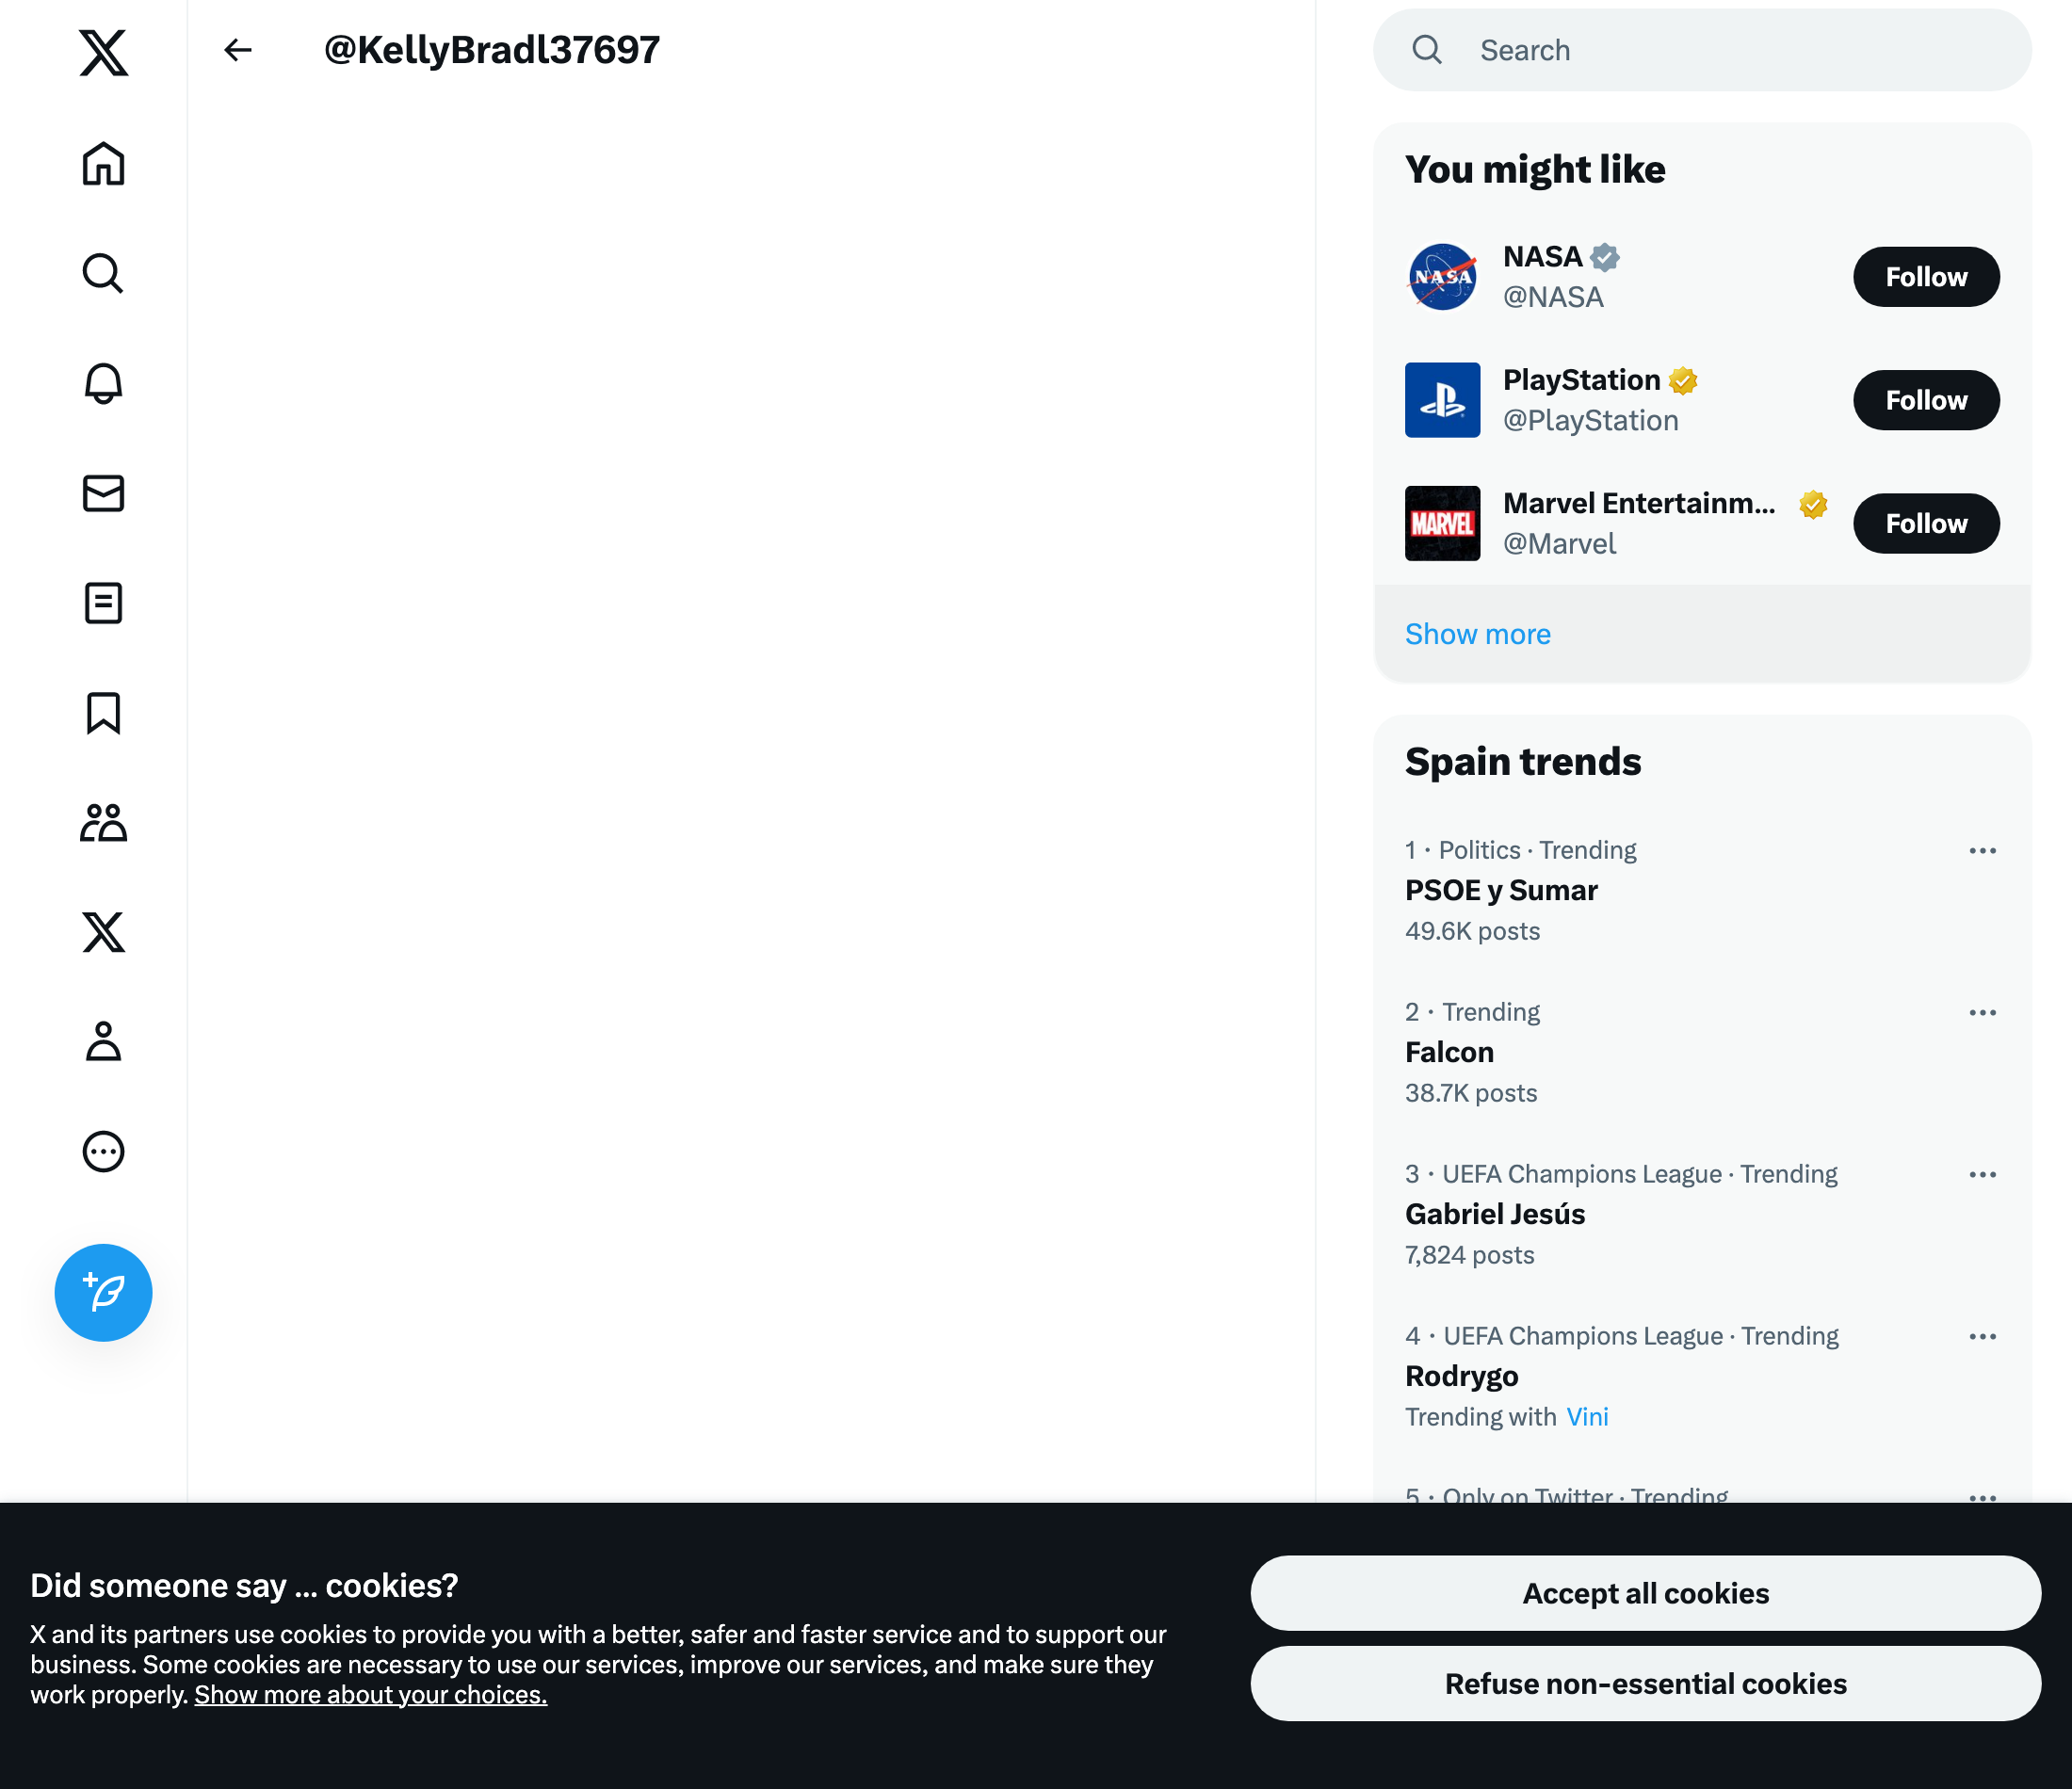 @KellyBradl37697
Search
You might like
NASA
@NASA
Follow
PlayStation
@PlayStation
Follow
MARVEL
Marvel Entertainm...
@Marvel
Follow
Show more
Spain trends
1 · Politics · Trending
PSOE y Sumar
49.6K posts
2 · Trending
Falcon
38.7K posts
3 · UEFA Champions League · Trending
Gabriel Jesús
7,824 posts
4 · UEFA Champions League · Trending
Rodrygo
Trending with Vini
5 · Only on Twitter · Trending
Did someone say … cookies?
X and its partners use cookies to provide you with a better, safer and faster service and to support our
business. Some cookies are necessary to use our services, improve our services, and make sure they
work properly. Show more about your choices.
Accept all cookies
Refuse non-essential cookies